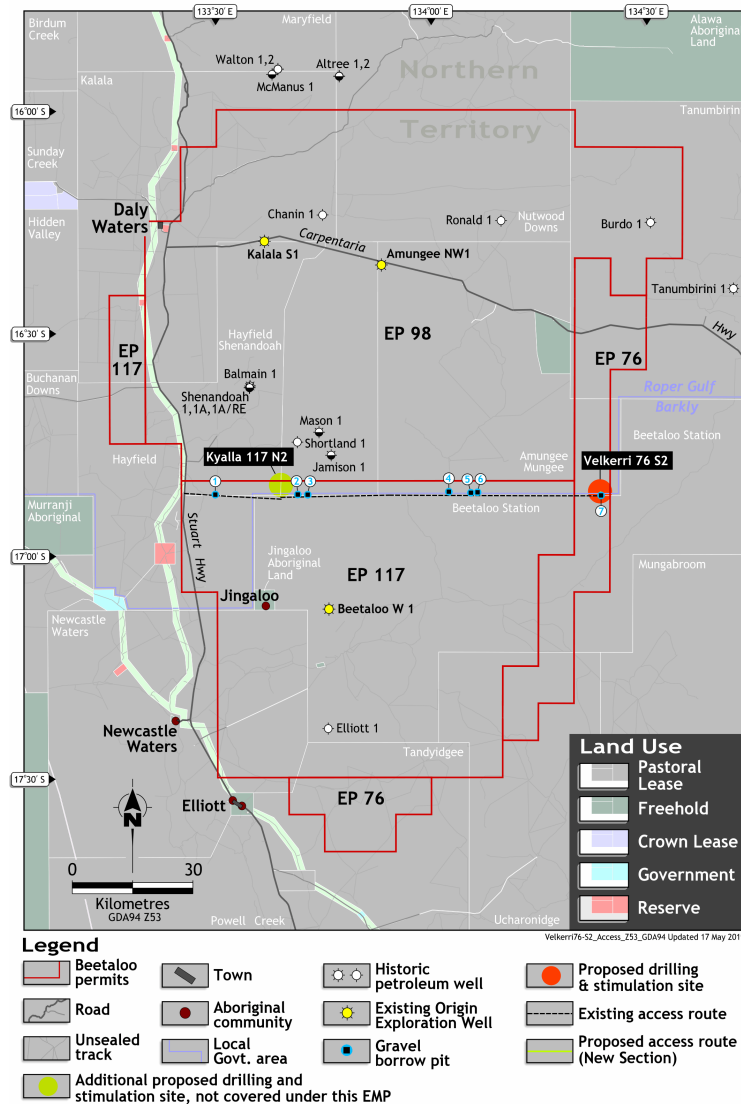 133°30' E
134°00' E
134°30' E
Birdum
Creek
Maryfield
Alawa
Aboriginal
Land
Walton 1,2
Altree 1,2
McManus 1
Kalala
Northern
Territory
16°00' S
Tanumbirin
Sunday
Creek
Hidden
Valley
Daly
Waters
Chanin 1
Ronald 1
Nutwood
Downs
Burdo 1
Carpentaria
Kalala S1
Amungee NW1
Tanumbirini 1
16°30' S
Hayfield
Shenandoah
EP 98
Hwy
EP
117
EP 76
Buchanan
Downs
Balmain 1
Shenandoah
1,1A,1A/RE
Roper Gulf
Barkly
Mason 1
Beetaloo Station
Shortland 1
Kyalla 117 N2
Hayfield
Jamison 1
Amungee
Mungee
Velkerri 76 S2
1
2
3
4
5
6
7
Beetaloo Station
Murranji
Aboriginal
Stuart Hwy
17°00' S
Jingaloo
Aboriginal
Land
Mungabroom
EP 117
Jingaloo
Beetaloo W 1
Newcastle
Waters
Newcastle
Waters
Elliott 1
Tandyidgee
17°30' S
EP 76
Elliott
N
0
30
Kilometres
GDA94 Z53
Powell Creek
Ucharonidge
Land Use
Pastoral
Lease
Freehold
Crown Lease
Government
Reserve
Velkerri76-S2_Access_Z53_GDA94 Updated 17 May 201
Legend
Beetaloo
permits
Town
Historic
petroleum well
Proposed drilling
& stimulation site
Road
Aboriginal
community
Existing Origin
Exploration Well
Existing access route
Unsealed
track
Local
Govt. area
Gravel
borrow pit
Proposed access route
(New Section)
Additional proposed drilling and
stimulation site, not covered under this EMP